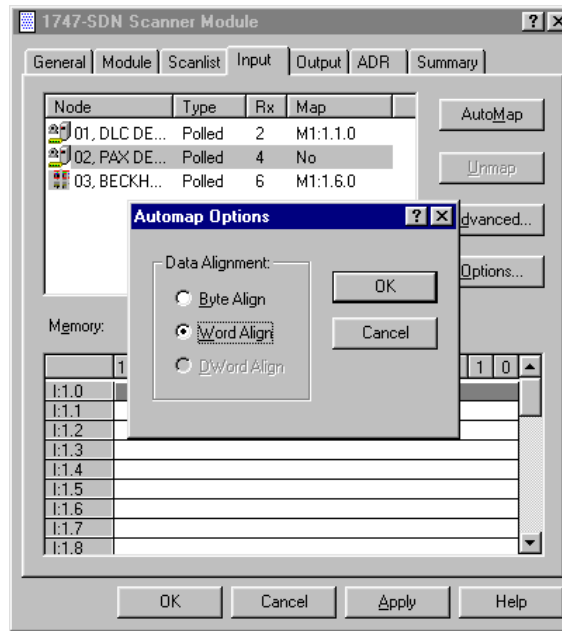 1747-SDN Scanner Module
General Module Scanlist Input Output ADR Summary
Node Type Rx Map
01, DLC DE... Polled 2 M1:1.1.0
02, PAX DE... Polled 4 No
03, BECKH... Polled 6 M1:1.6.0
AutoMap
Unmap
dvanced...
Options...
Automap Options
Data Alignment:
Byte Align
Word Align
DWord Align
OK
Cancel
Memory:
1 1 0
I:1.0
I:1.1
I:1.2
I:1.3
I:1.4
I:1.5
I:1.6
I:1.7
I:1.8
OK Cancel Apply Help